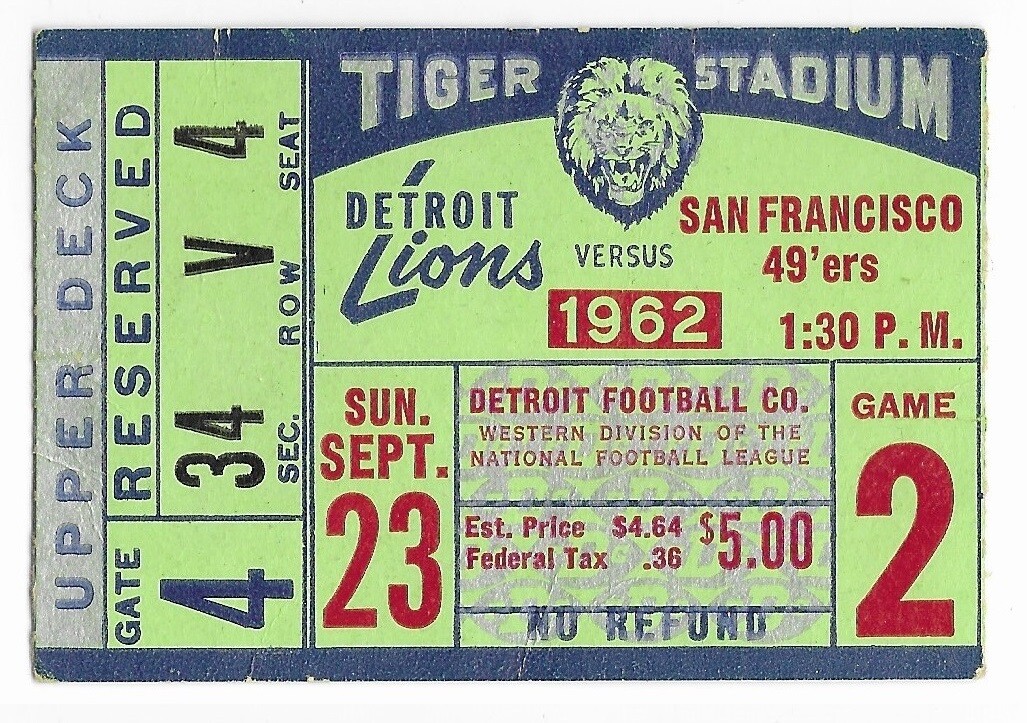 UPPER DECK
RESERVED
34 V 4
SEC. ROW SEAT
GATE
4
TIGER STADIUM
DETROIT
Lions
VERSUS
SAN FRANCISCO
49'ers
1962
1:30 P. M.
SUN.
SEPT.
23
DETROIT FOOTBALL CO.
WESTERN DIVISION OF THE
NATIONAL FOOTBALL LEAGUE
Est. Price $4.64
Federal Tax .36
$5.00
NO REFUND
GAME
2